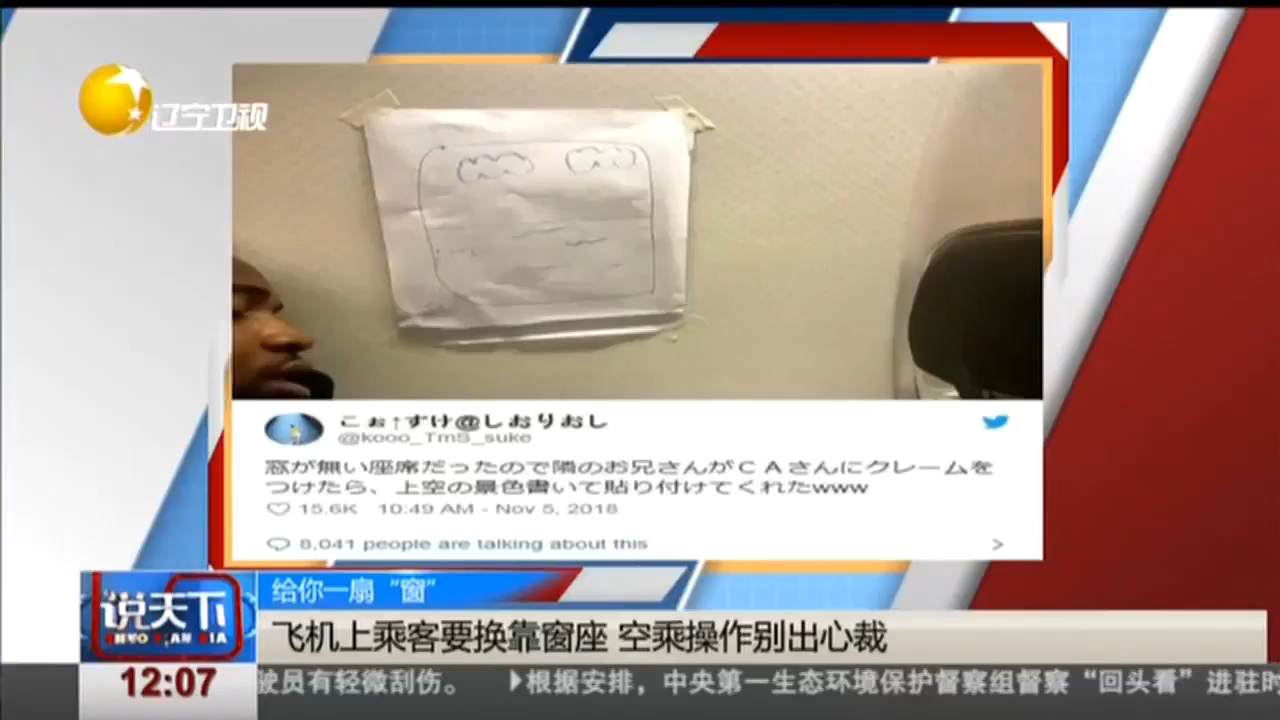 辽宁卫视
こぉ↑ずけ@しおりおし
@kooo_TmS_suke
窓が無い座席だったので隣のお兄さんがＣＡさんにクレームを
つけたら、上空の景色書いて貼り付けてくれたwww
15.6K 10:49 AM - Nov 5, 2018
8,041 people are talking about this
说天下
SHUO TIAN XIA
给你一扇“窗”
飞机上乘客要换靠窗座 空乘操作别出心裁
12:07
驶员有轻微刮伤。 根据安排，中央第一生态环境保护督察组督察“回头看”进驻时